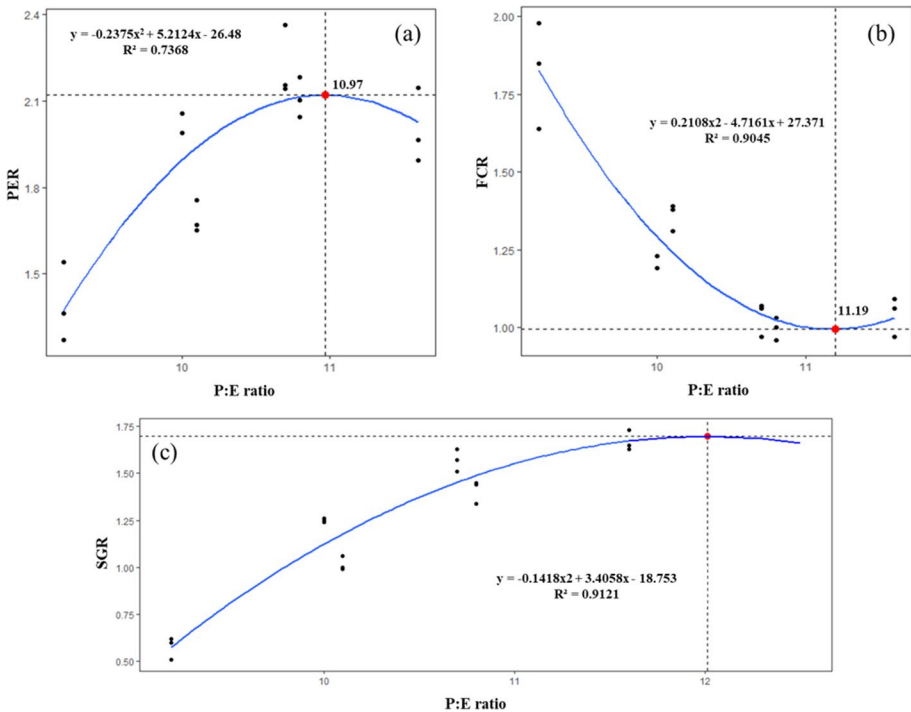 (a)
y = -0.2375x² + 5.2124x - 26.48
R² = 0.7368
10.97
2.4
2.1
1.8
1.5
PER
10
11
P:E ratio
(b)
y = 0.2108x2 - 4.7161x + 27.371
R² = 0.9045
11.19
2.00
1.75
1.50
1.25
1.00
FCR
10
11
P:E ratio
(c)
y = -0.1418x2 + 3.4058x - 18.753
R² = 0.9121
1.75
1.50
1.25
1.00
0.75
0.50
SGR
10
11
12
P:E ratio